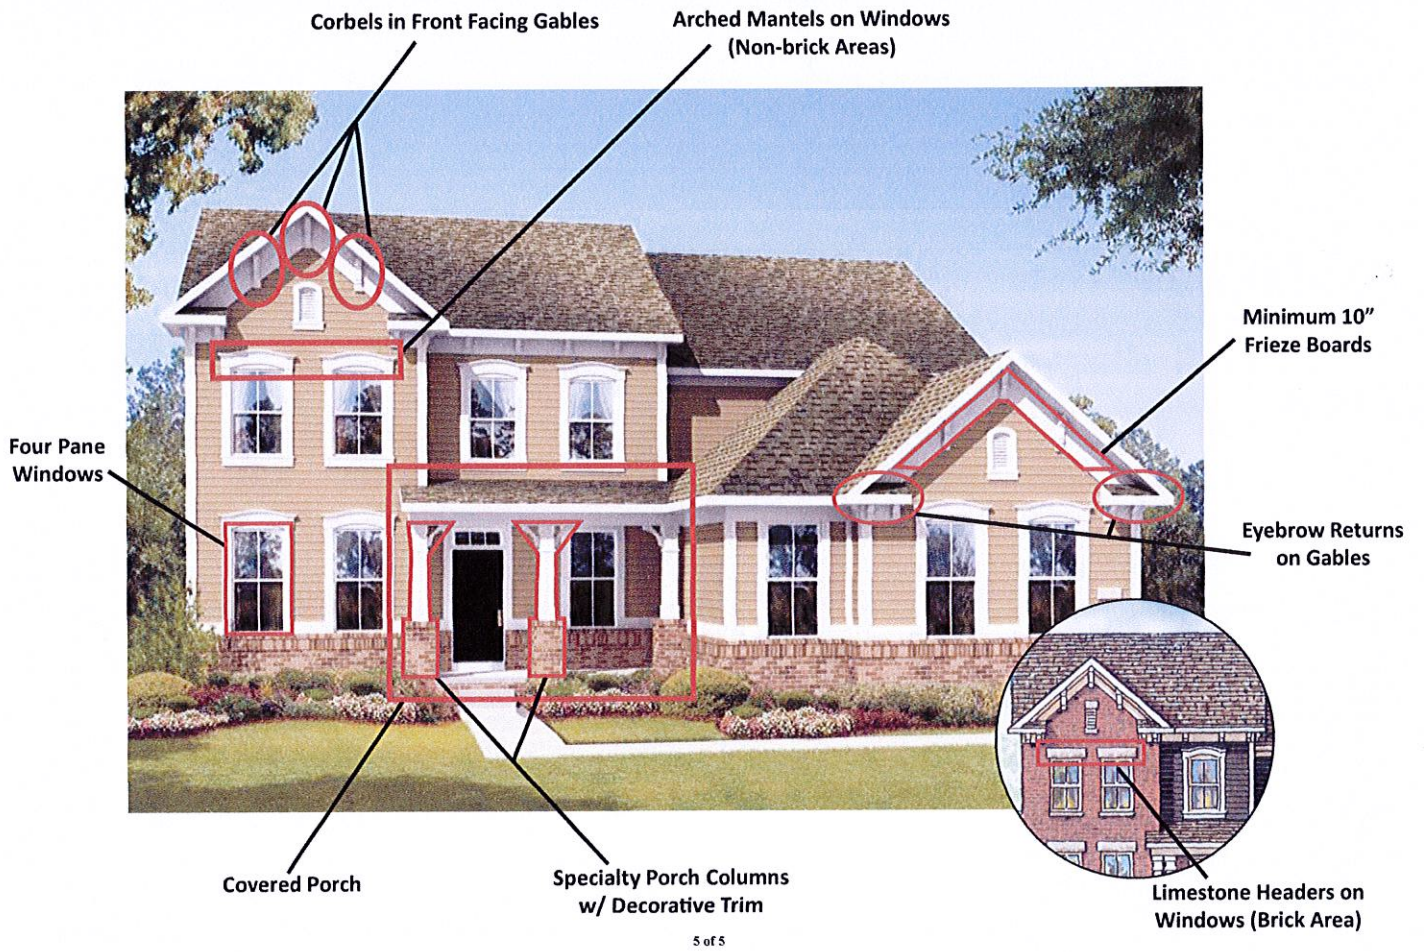 Corbels in Front Facing Gables
Arched Mantels on Windows
(Non-brick Areas)
Minimum 10”
Frieze Boards
Four Pane
Windows
Eyebrow Returns
on Gables
Covered Porch
Specialty Porch Columns
w/ Decorative Trim
Limestone Headers on
Windows (Brick Area)
5 of 5